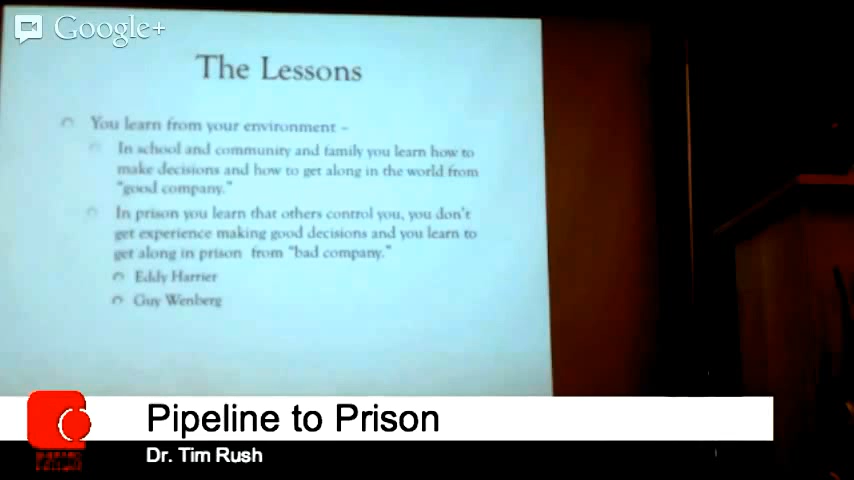 Google+
The Lessons
You learn from your environment –
In school and community and family you learn how to
make decisions and how to get along in the world from
"good company."
In prison you learn that others control you, you don't
get experience making good decisions and you learn to
get along in prison from "bad company."
Eddy Harrier
Guy Wenberg
Pipeline to Prison
Dr. Tim Rush